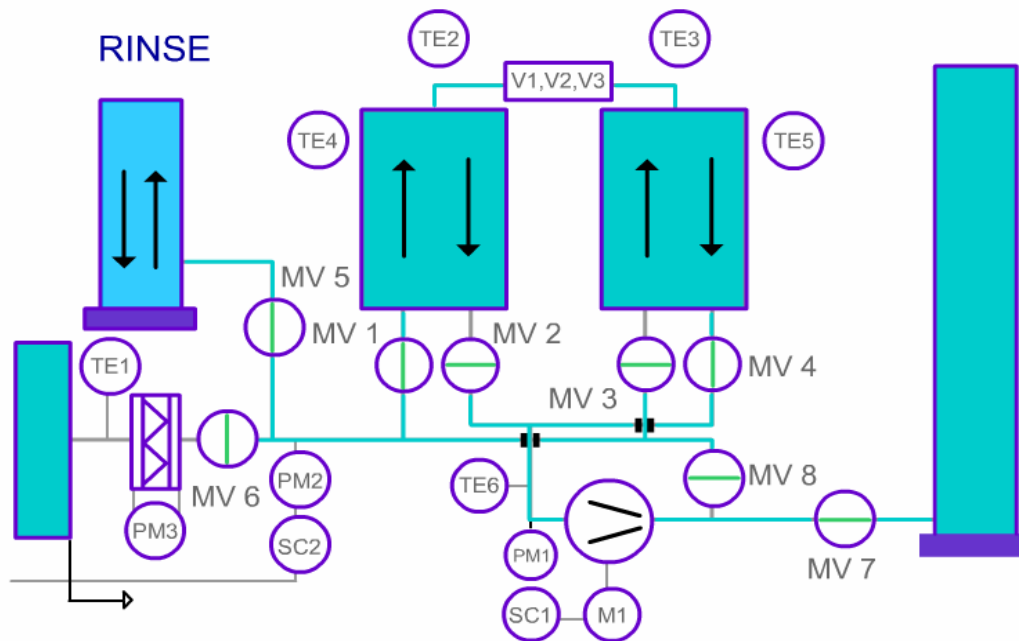 RINSE
TE2
TE3
V1,V2,V3
TE4
TE5
MV 5
MV 1
MV 2
TE1
MV 4
MV 3
MV 6
PM2
TE6
MV 8
PM3
SC2
PM1
MV 7
SC1
M1